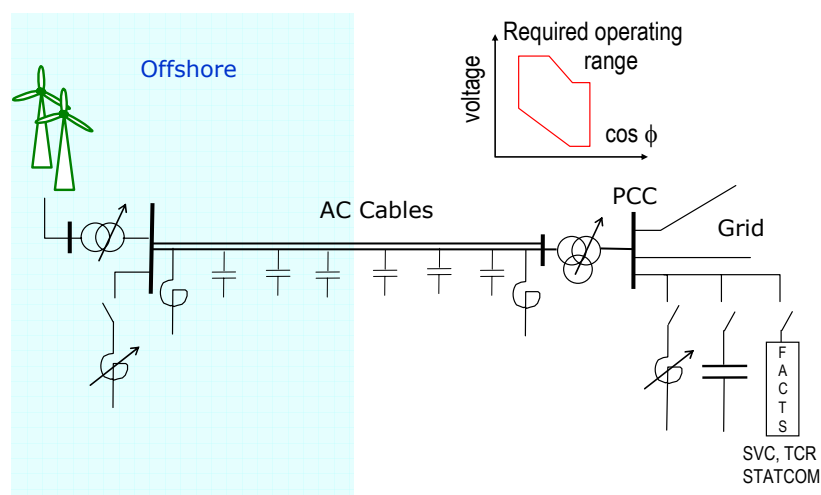 Required operating
range
Offshore
voltage
cos ϕ
PCC
AC Cables
Grid
F
A
C
T
S
SVC, TCR
STATCOM